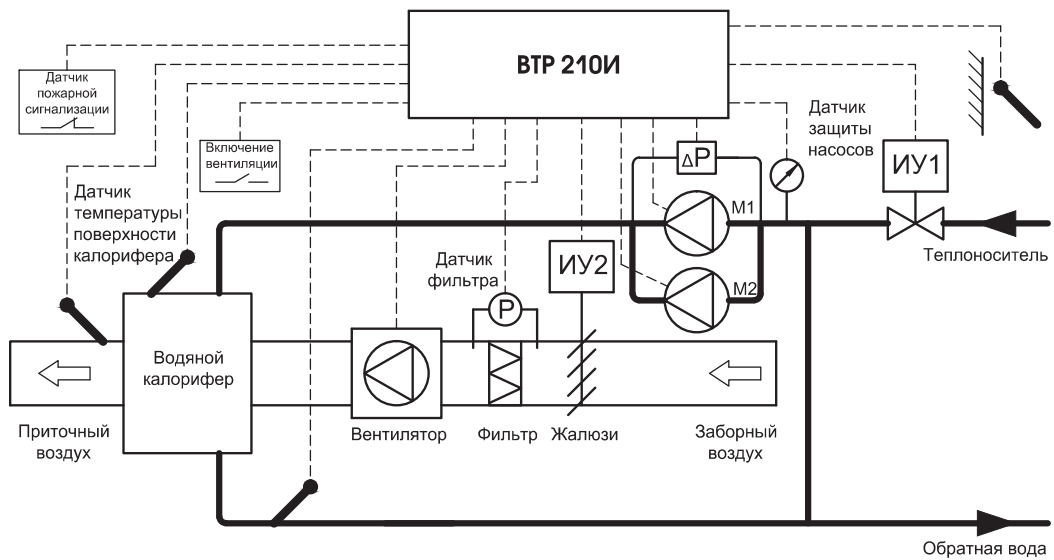 ВТР 210И
Датчик
пожарной
сигнализации
Включение
вентиляции
Датчик
защиты
насосов
ΔP
ИУ1
M1
M2
Теплоноситель
Датчик
температуры
поверхности
калорифера
Датчик
фильтра
ИУ2
P
Водяной
калорифер
Приточный
воздух
Вентилятор
Фильтр
Жалюзи
Заборный
воздух
Обратная вода